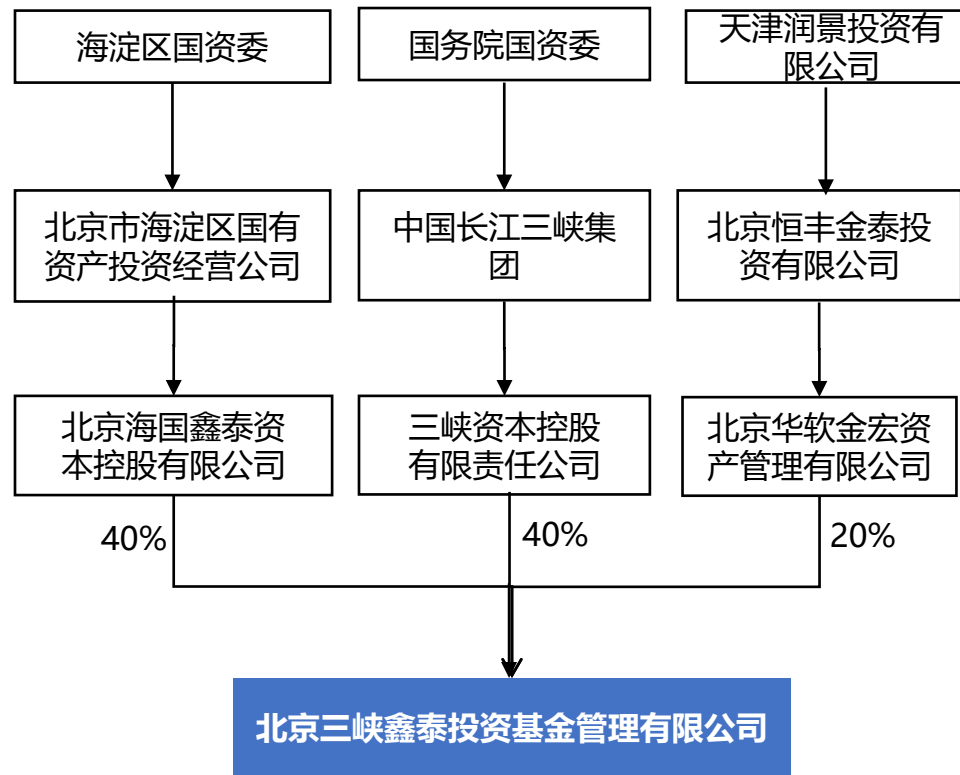 海淀区国资委
国务院国资委
天津润景投资有
限公司
北京市海淀区国有
资产投资经营公司
中国长江三峡集
团
北京恒丰金泰投
资有限公司
北京海国鑫泰资
本控股有限公司
三峡资本控股
有限责任公司
北京华软金宏资
产管理有限公司
40%
40%
20%
北京三峡鑫泰投资基金管理有限公司